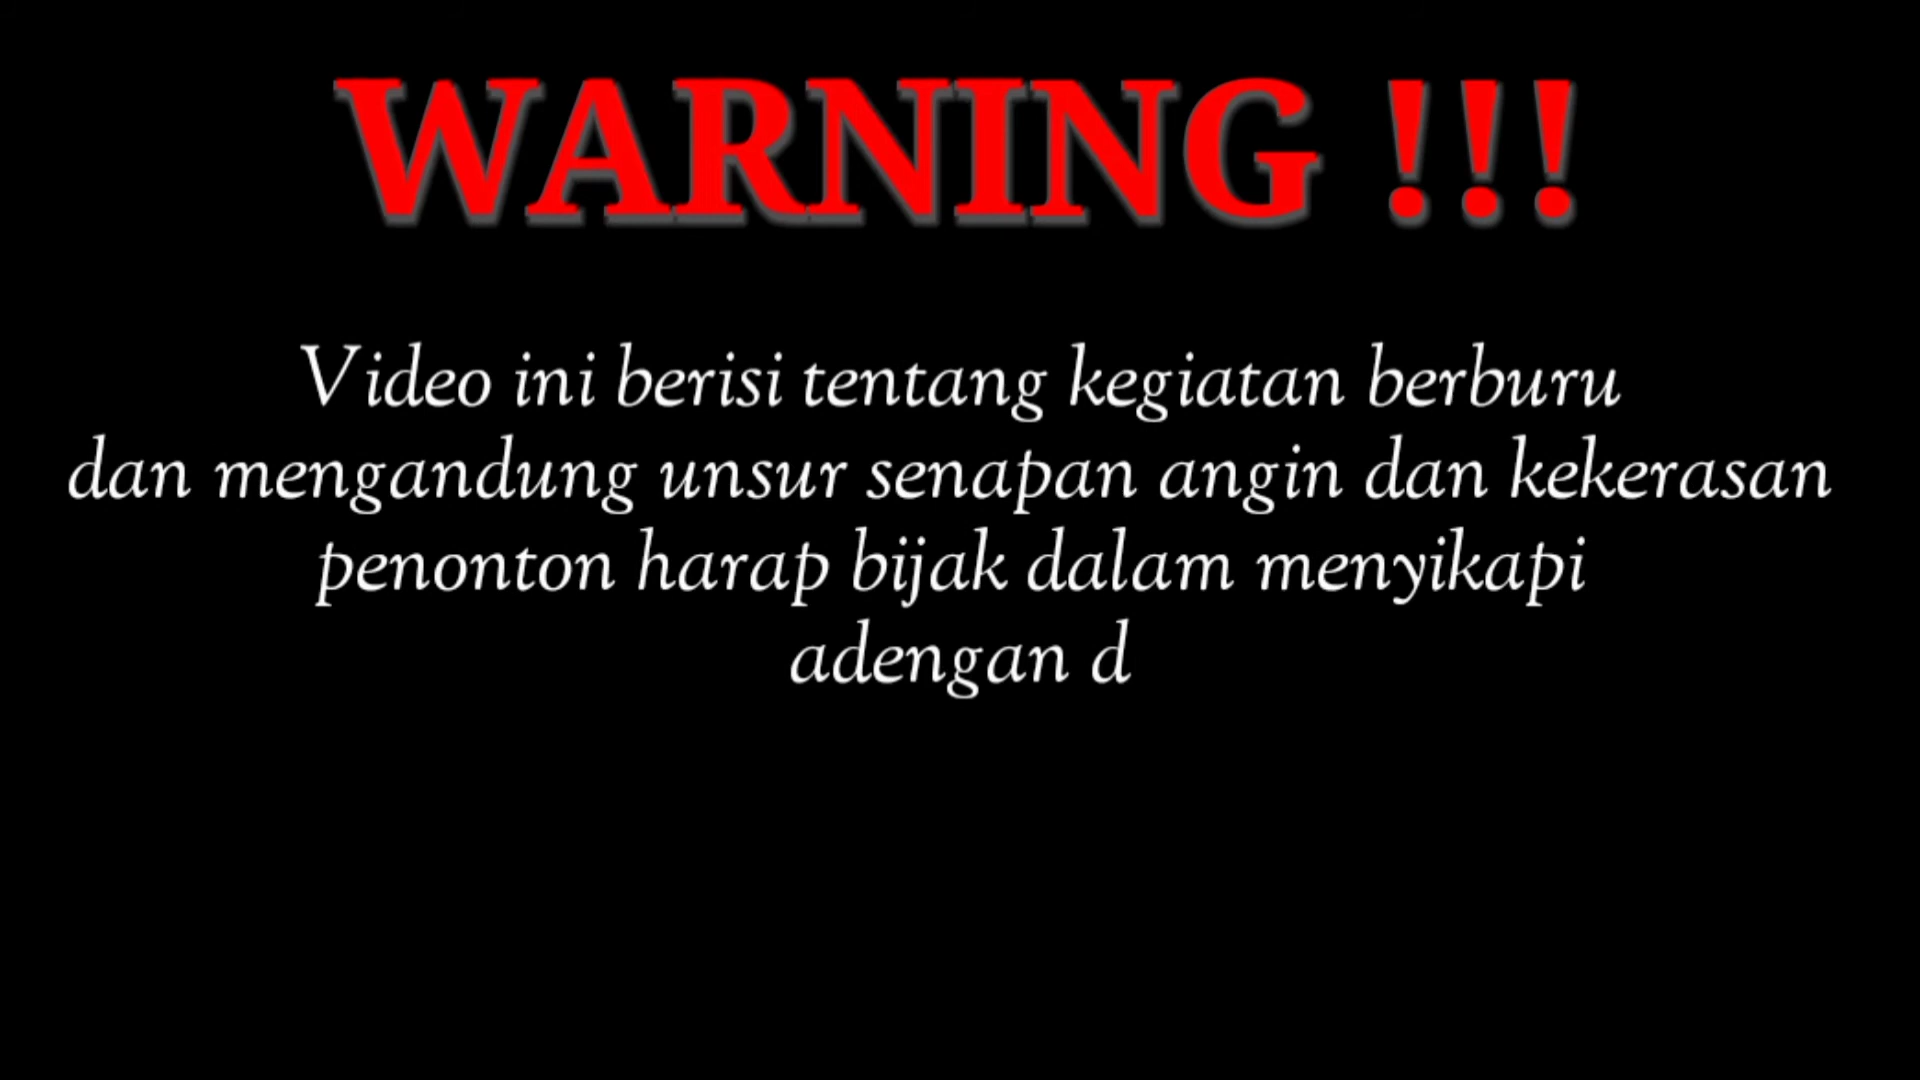 WARNING !!!
Video ini berisi tentang kegiatan berburu
dan mengandung unsur senapan angin dan kekerasan
penonton harap bijak dalam menyikapi
adengan d